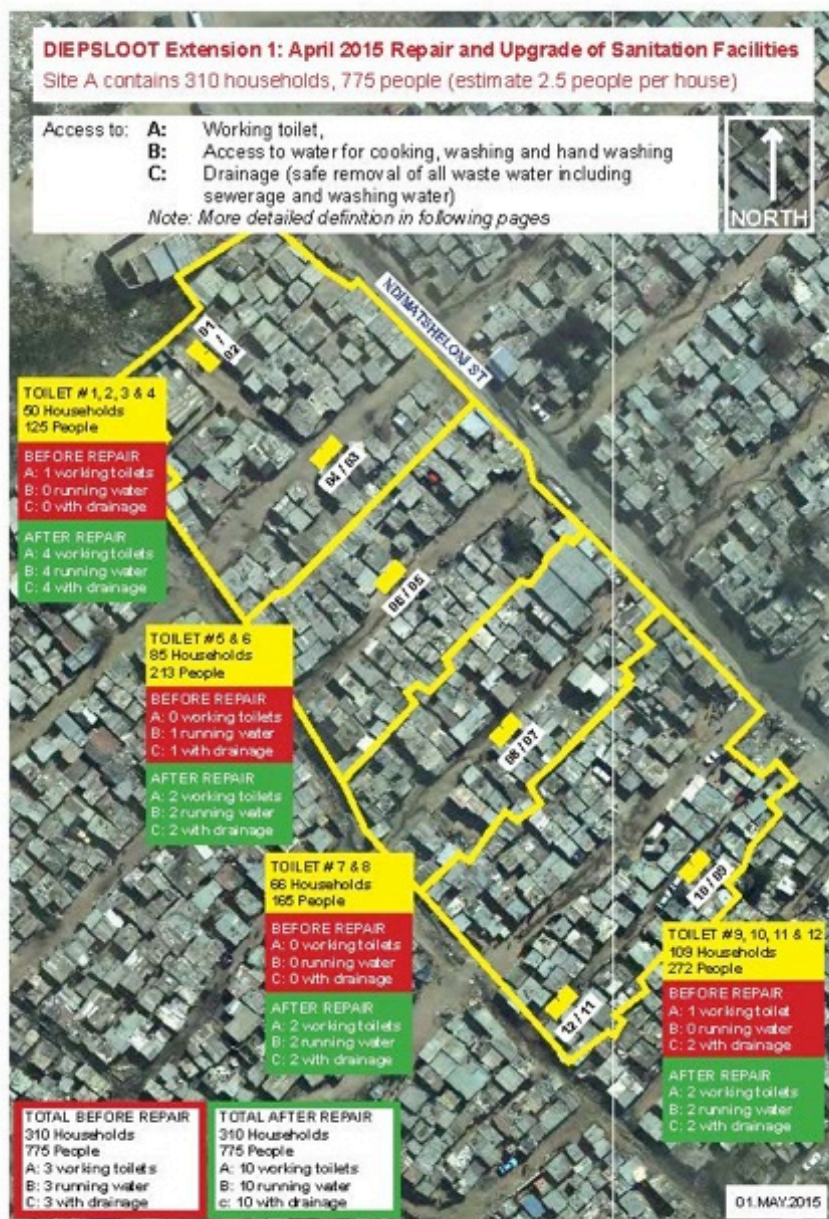 DIEPSLOOT Extension 1: April 2015 Repair and Upgrade of Sanitation Facilities
Site A contains 310 households, 775 people (estimate 2.5 people per house)
Access to: A: Working toilet,
B: Access to water for cooking, washing and hand washing
C: Drainage (safe removal of all waste water including
sewerage and washing water)
Note: More detailed definition in following pages
NORTH
NDIMATSHELONI ST
01 / 02
TOILET # 1, 2, 3 & 4
50 Households
125 People
BEFORE REPAIR
A: 1 working toilets
B: 0 running water
C: 0 with drainage
AFTER REPAIR
A: 4 working toilets
B: 4 running water
C: 4 with drainage
04 / 03
06 / 05
TOILET #5 & 6
85 Households
213 People
BEFORE REPAIR
A: 0 working toilets
B: 1 running water
C: 1 with drainage
AFTER REPAIR
A: 2 working toilets
B: 2 running water
C: 2 with drainage
08 / 07
TOILET # 7 & 8
66 Households
165 People
BEFORE REPAIR
A: 0 working toilets
B: 0 running water
C: 0 with drainage
AFTER REPAIR
A: 2 working toilets
B: 2 running water
C: 2 with drainage
10 / 09
12 / 11
TOILET #9, 10, 11 & 12
109 Households
272 People
BEFORE REPAIR
A: 1 working toilet
B: 0 running water
C: 2 with drainage
AFTER REPAIR
A: 2 working toilets
B: 2 running water
C: 2 with drainage
TOTAL BEFORE REPAIR
310 Households
775 People
A: 3 working toilets
B: 3 running water
C: 3 with drainage
TOTAL AFTER REPAIR
310 Households
775 People
A: 10 working toilets
B: 10 running water
c: 10 with drainage
01.MAY.2015